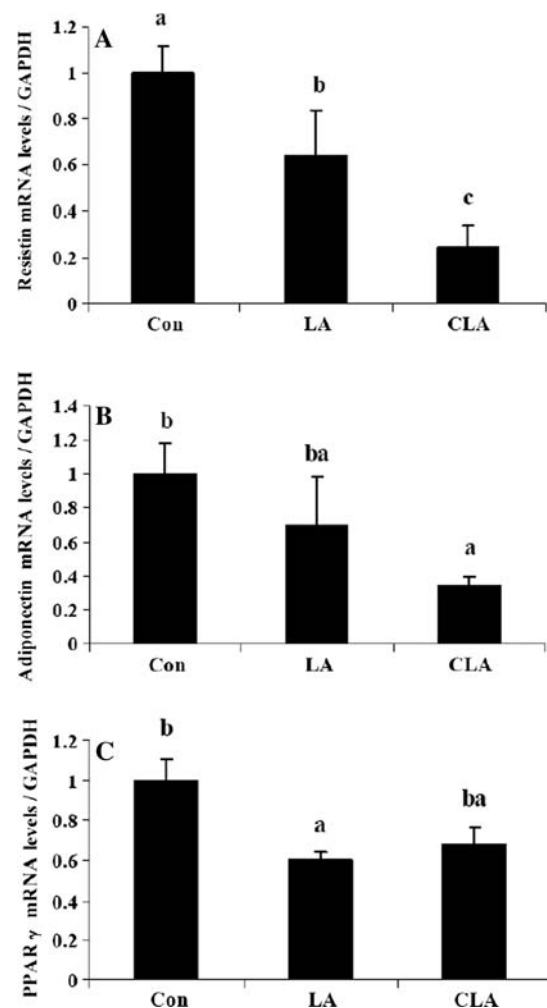 A
a
b
c
1.2
1
0.8
0.6
0.4
0.2
0
Resistin mRNA levels / GAPDH
Con LA CLA
B
b
ba
a
1.4
1.2
1
0.8
0.6
0.4
0.2
0
Adiponectin mRNA levels / GAPDH
Con LA CLA
C
b
a
ba
1.2
1
0.8
0.6
0.4
0.2
0
PPAR γ mRNA levels / GAPDH
Con LA CLA